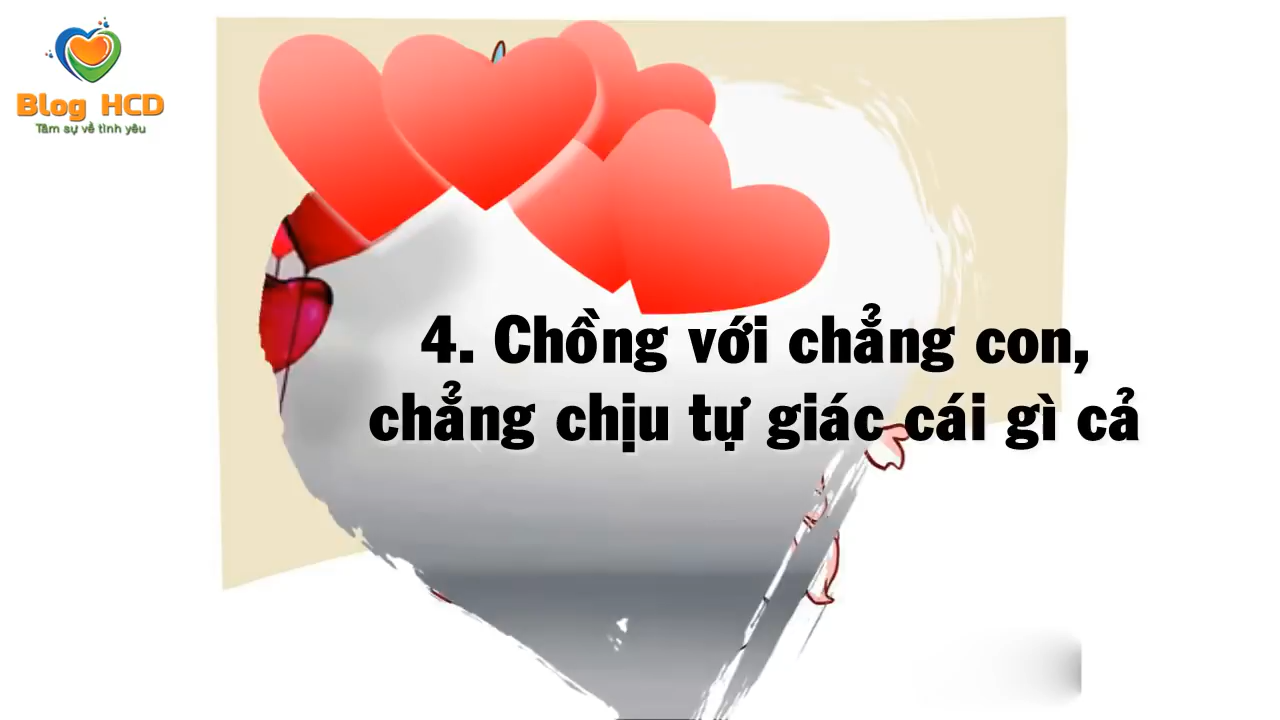 Blog HCD
Tâm sự về tình yêu
4. Chồng với chẳng con,
chẳng chịu tự giác cái gì cả